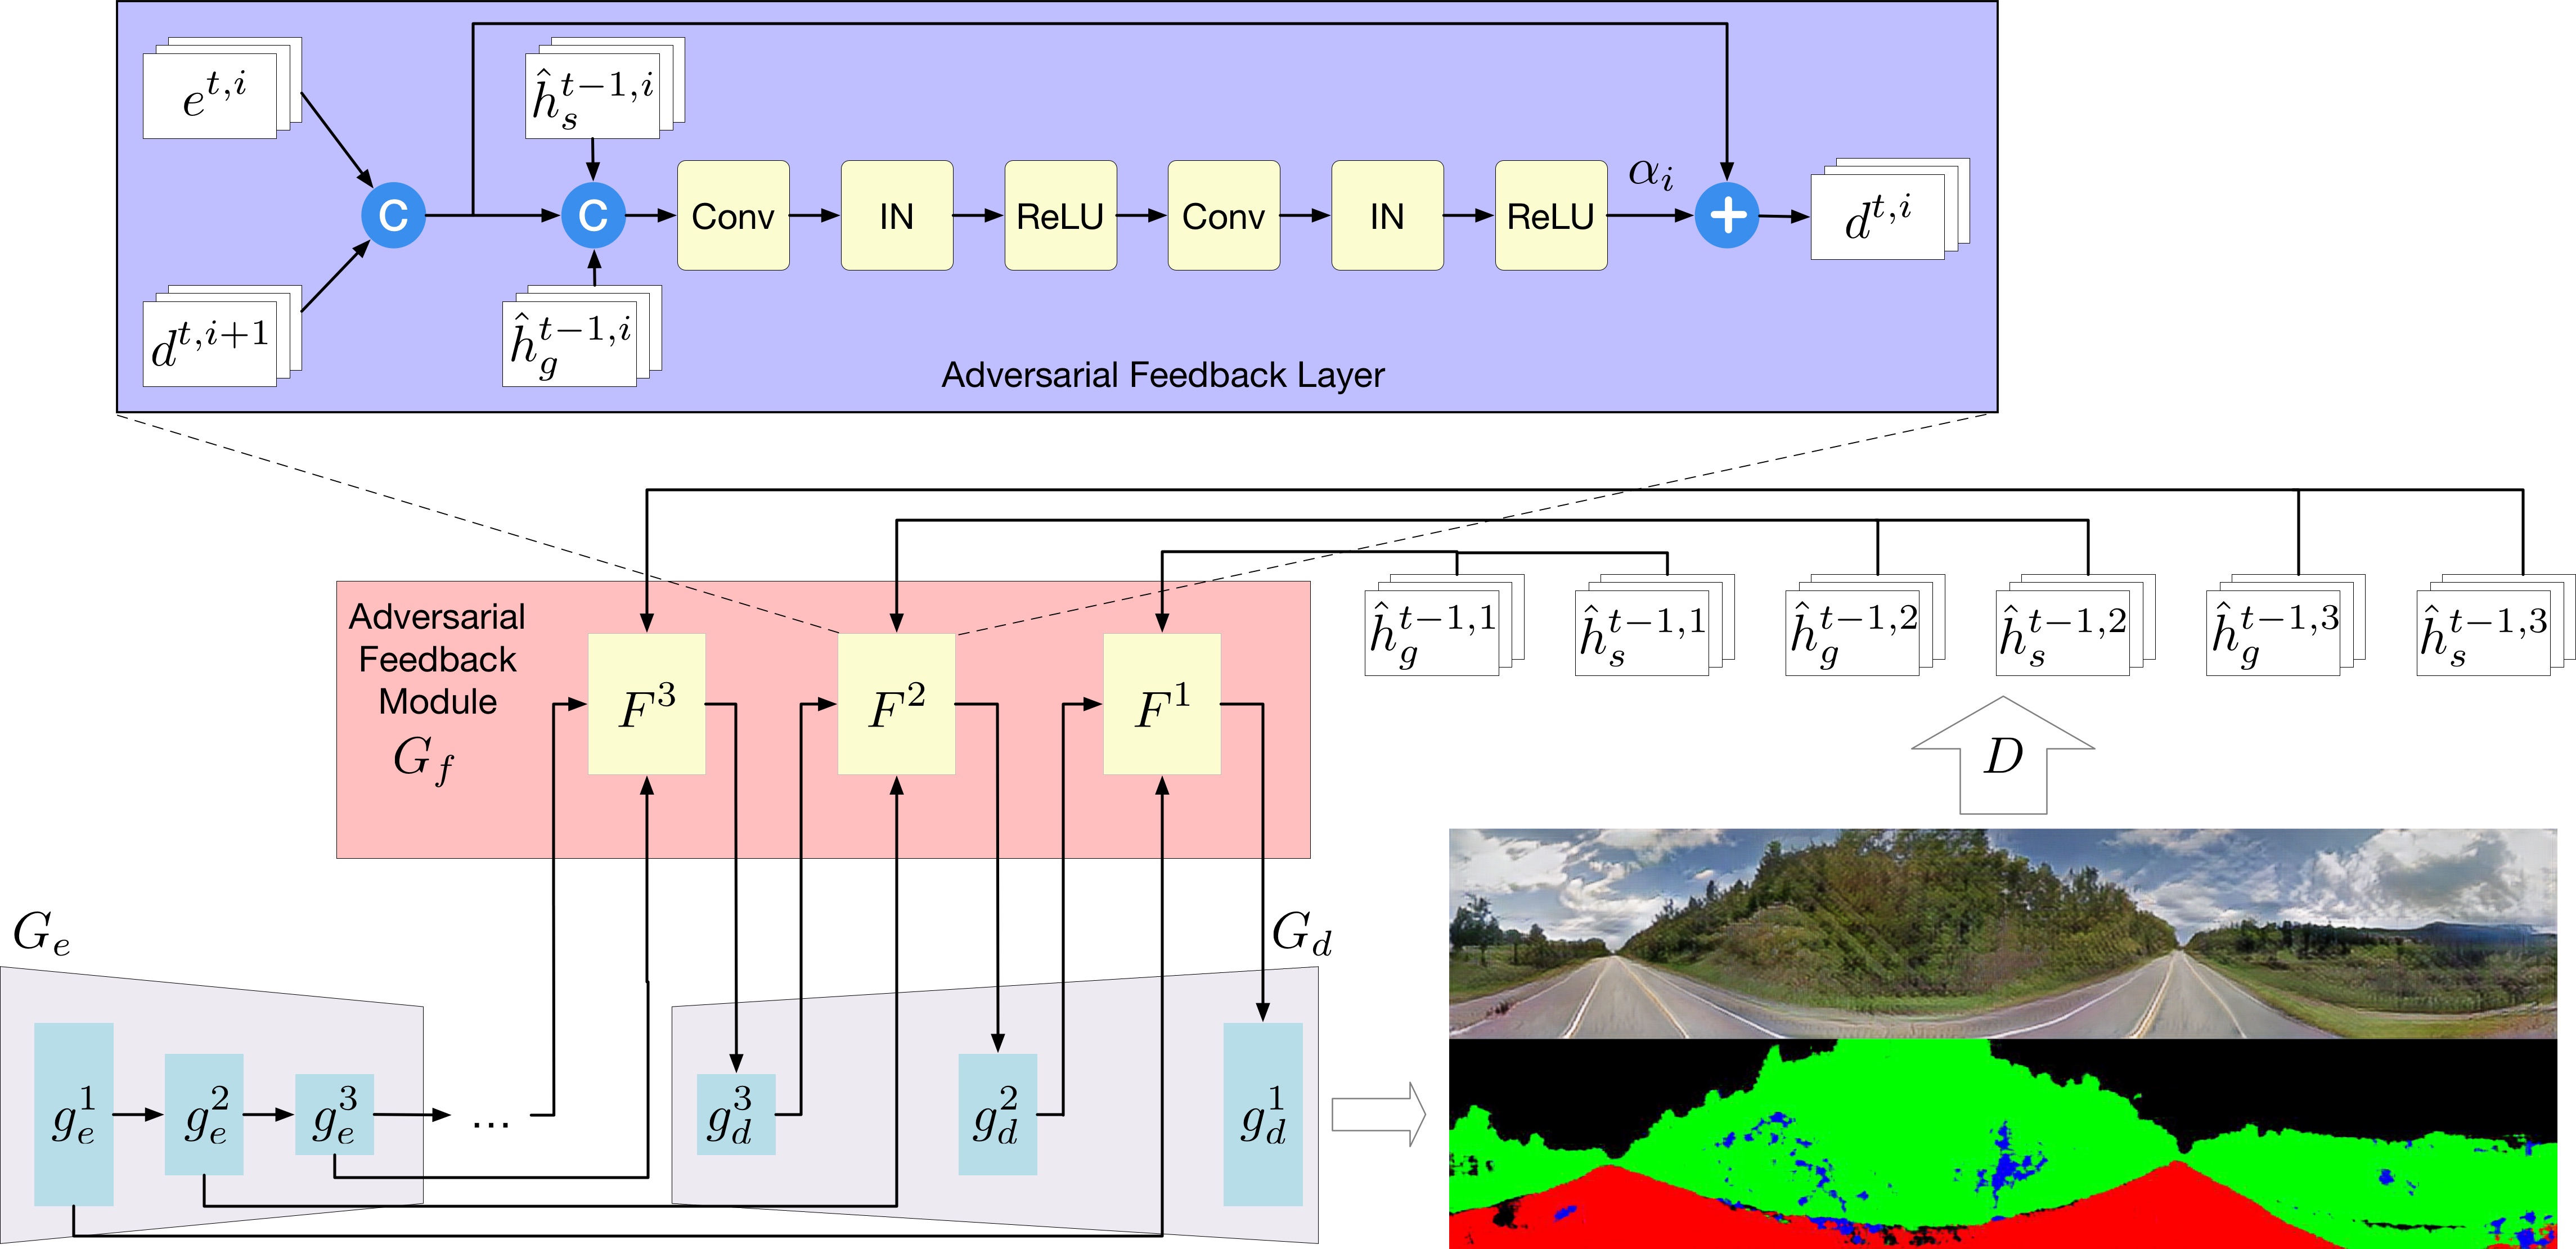 e^{t,i}
\hat{h}_s^{t-1,i}
α_i
C
C
Conv
IN
ReLU
Conv
IN
ReLU
+
d^{t,i}
d^{t,i+1}
\hat{h}_g^{t-1,i}
Adversarial Feedback Layer
Adversarial
Feedback
Module
G_f
F^3
F^2
F^1
\hat{h}_g^{t-1,1}
\hat{h}_s^{t-1,1}
\hat{h}_g^{t-1,2}
\hat{h}_s^{t-1,2}
\hat{h}_g^{t-1,3}
\hat{h}_s^{t-1,3}
D
G_e
G_d
g_e^1
g_e^2
g_e^3
...
g_d^3
g_d^2
g_d^1